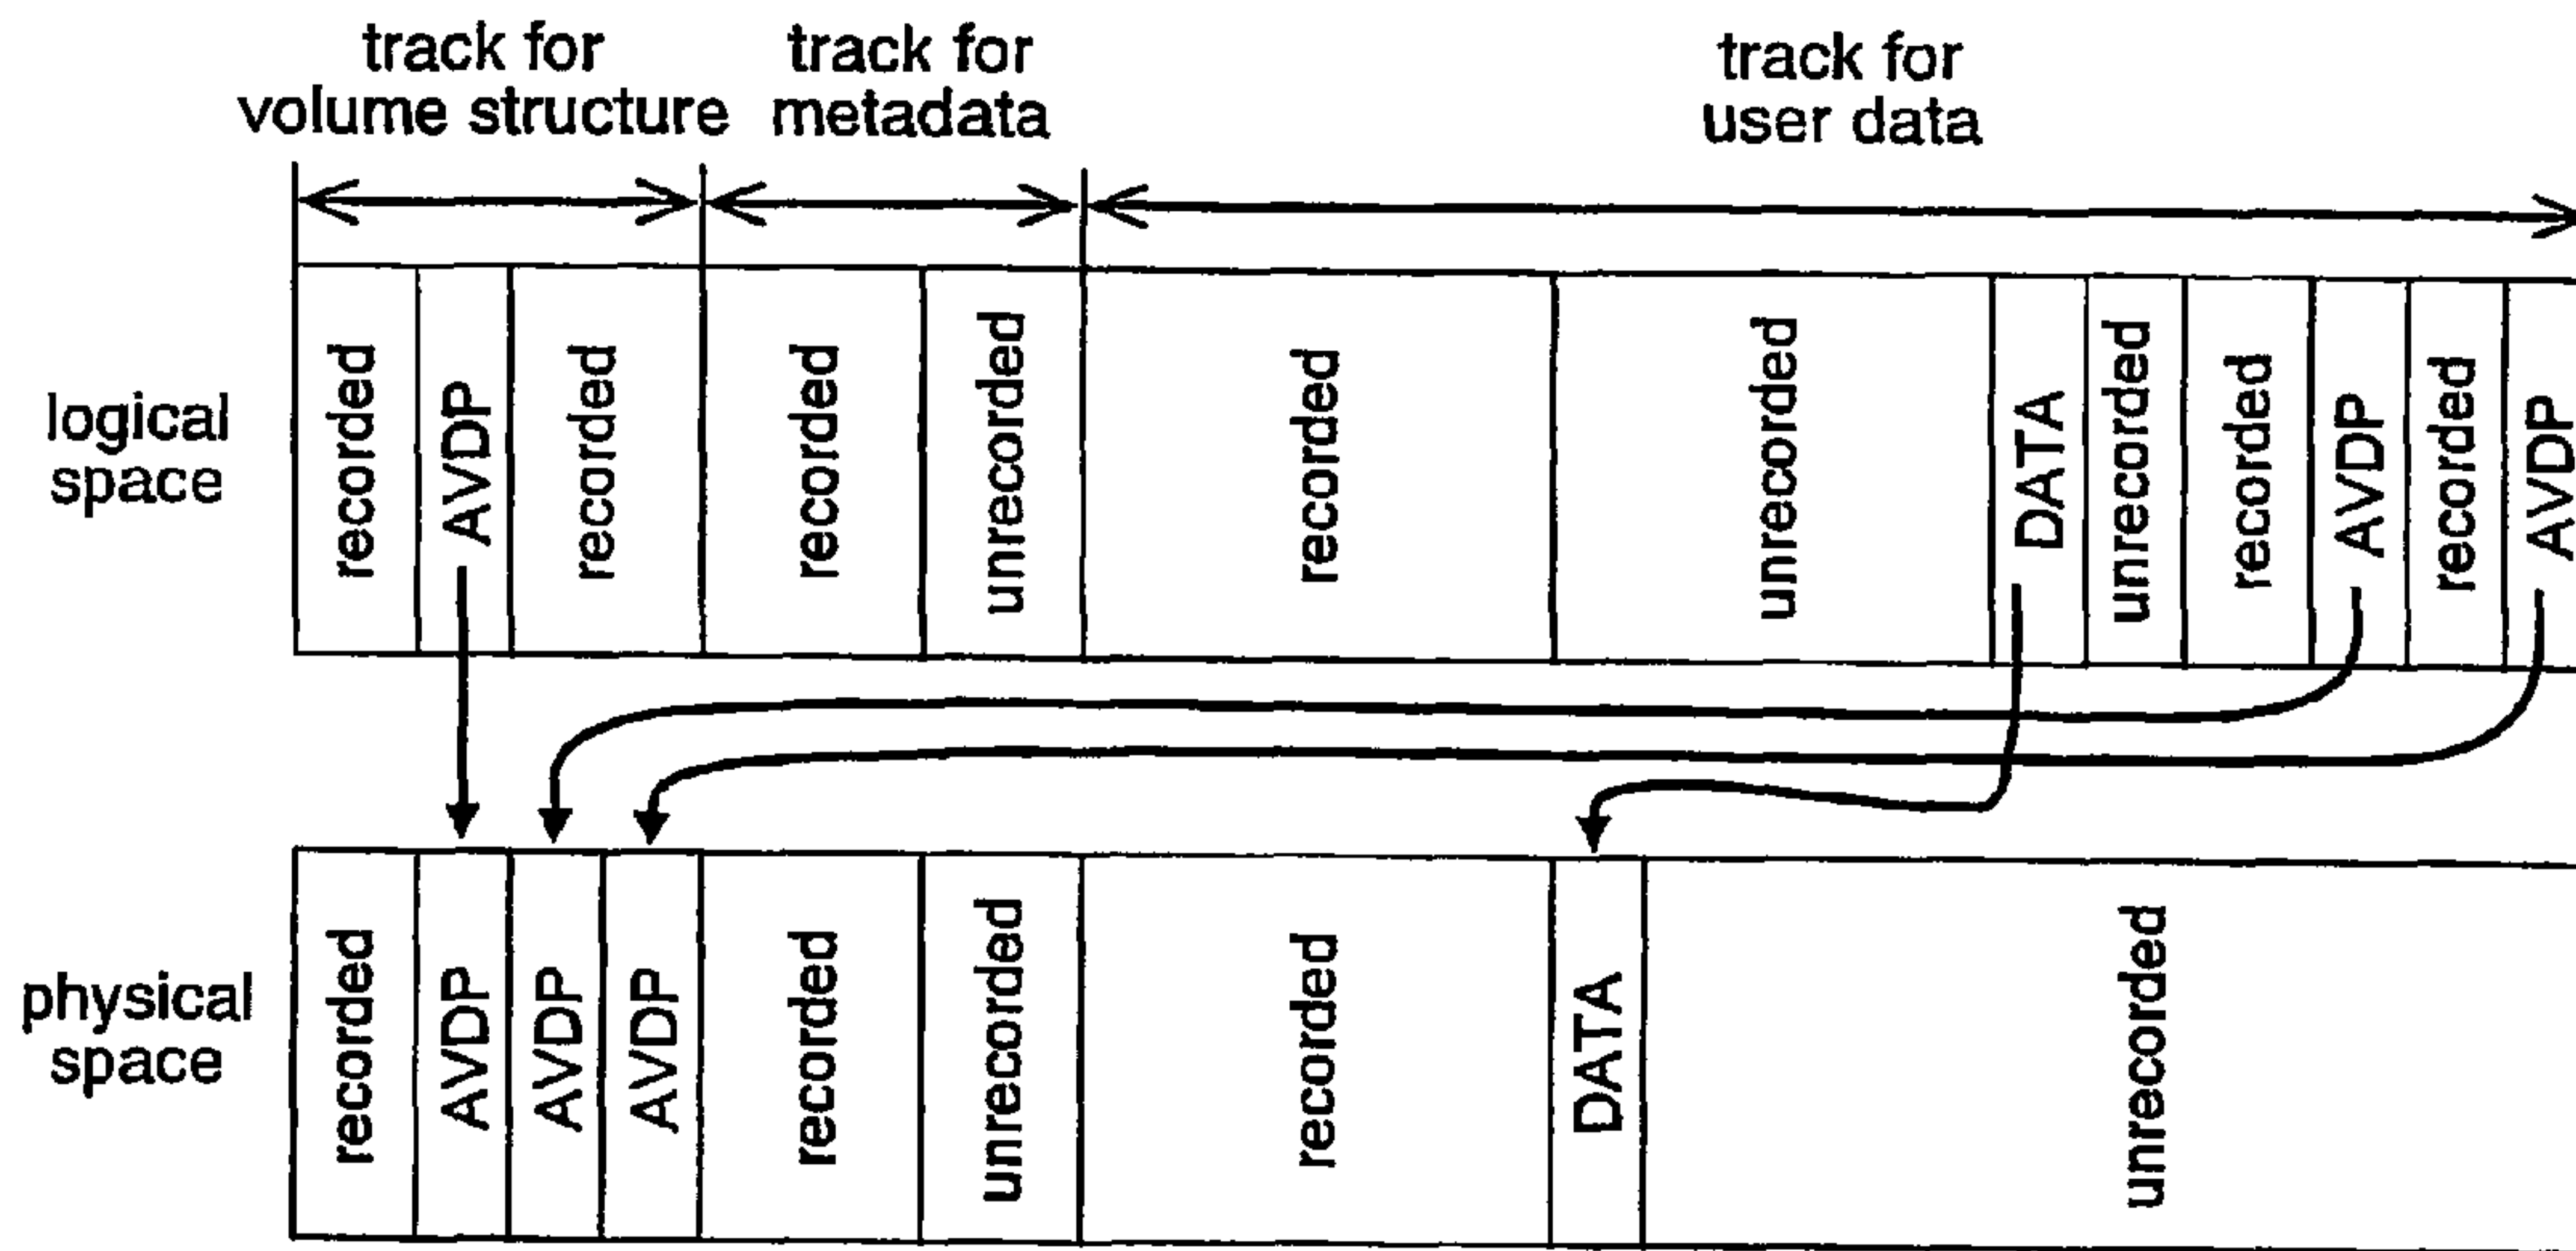 track for
volume structure
track for
metadata
track for
user data
logical
space
recorded
AVDP
recorded
recorded
unrecorded
recorded
unrecorded
DATA
unrecorded
recorded
AVDP
recorded
AVDP
physical
space
recorded
AVDP
AVDP
AVDP
recorded
unrecorded
recorded
DATA
unrecorded